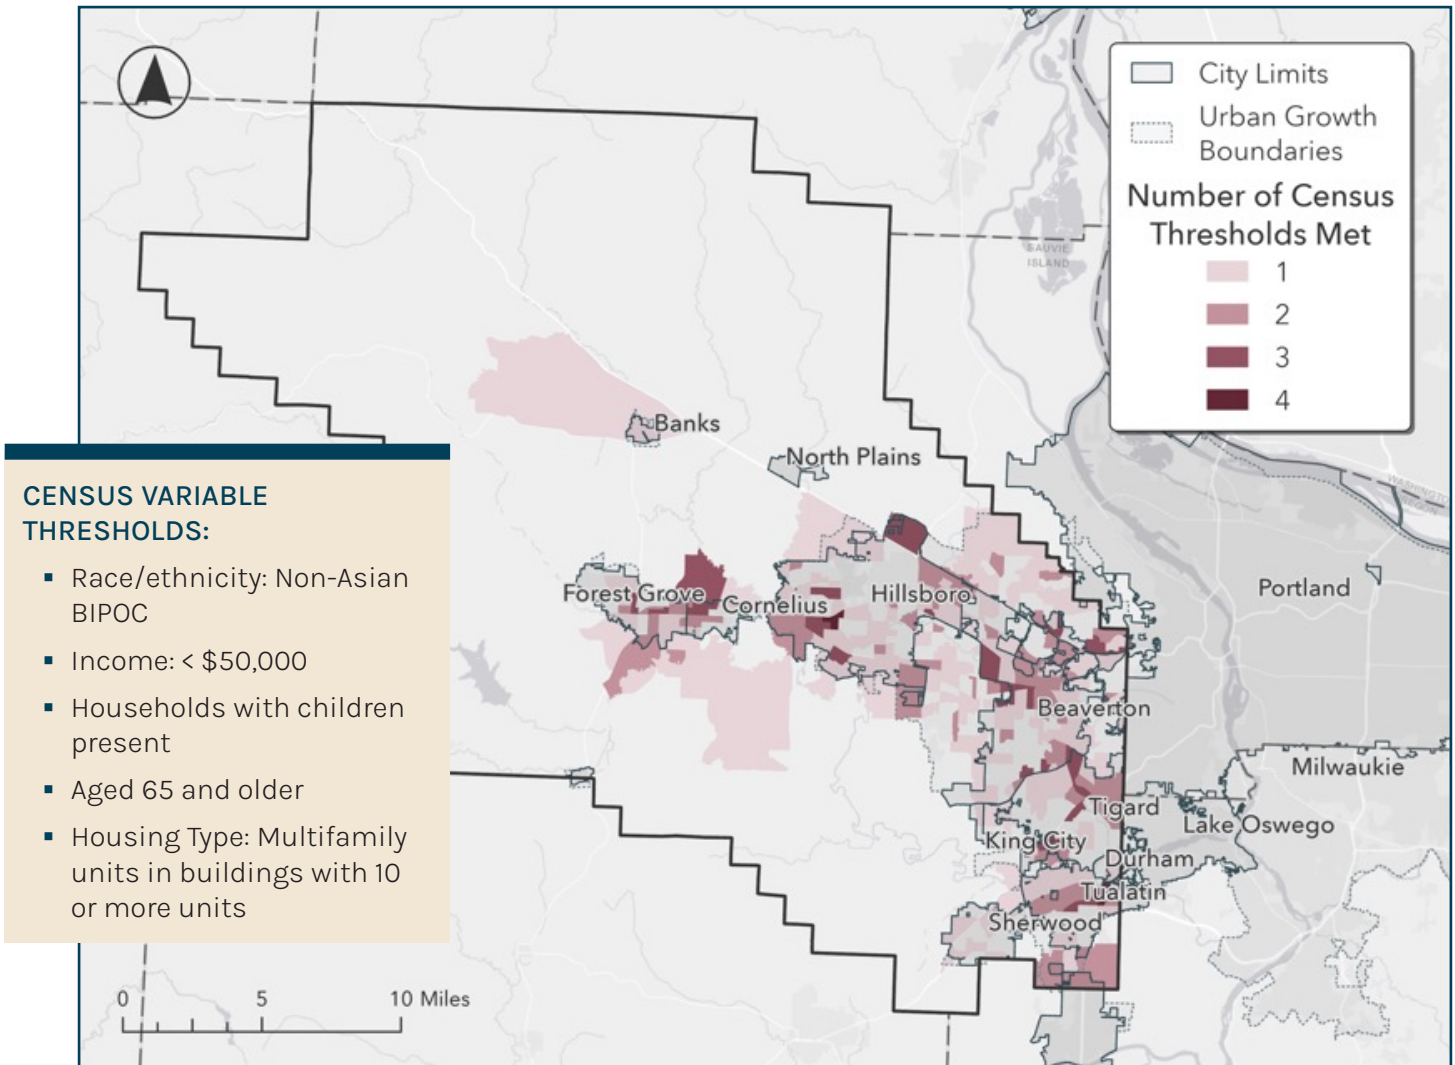 City Limits
Urban Growth
Boundaries
Number of Census
Thresholds Met
1
2
3
4
SAUVIE
ISLAND
WASHINGTON
OREGON
Banks
North Plains
Forest Grove
Cornelius
Hillsboro
Portland
Beaverton
Milwaukie
Tigard
Lake Oswego
King City
Durham
Tualatin
Sherwood
CENSUS VARIABLE
THRESHOLDS:
▪ Race/ethnicity: Non-Asian
BIPOC
▪ Income: < $50,000
▪ Households with children
present
▪ Aged 65 and older
▪ Housing Type: Multifamily
units in buildings with 10
or more units
0 5 10 Miles